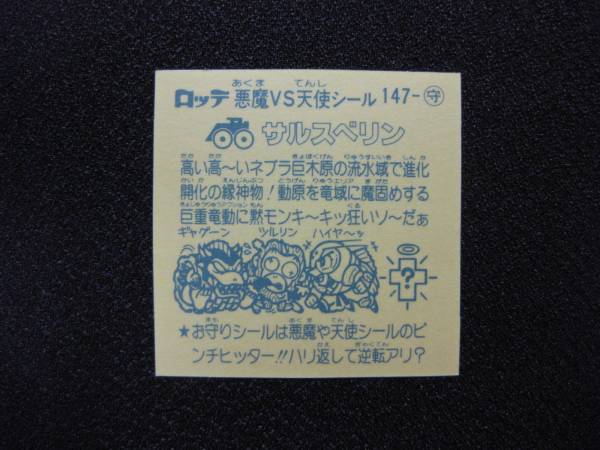 ロッテ 悪魔VS天使シール 147-守
サルスベリン
高い高〜いネブラ巨木原の流水域で進化
開化の縁神物!動原を竜域に魔固めする
巨重竜動に黙モンキ〜キッ狂いソ〜だぁ
ギャゲーン ツルリン ハイヤ〜ッ
?
★お守りシールは悪魔や天使シールのピ
ンチヒッター!!ハリ返して逆転アリ?